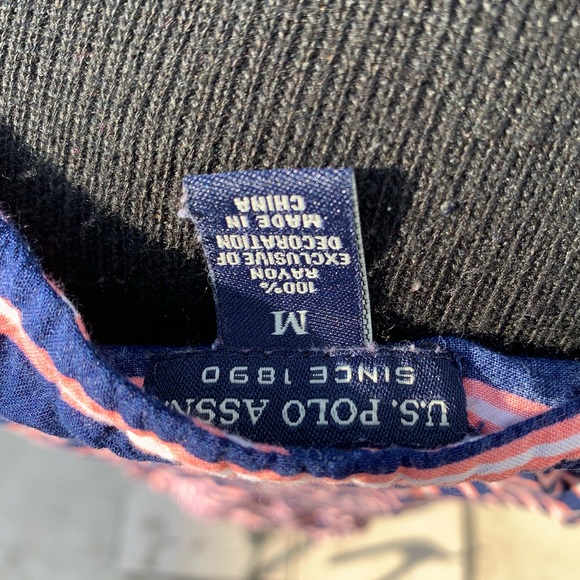 U.S. POLO ASSN.
SINCE 1890
M
100%
RAYON
EXCLUSIVE OF
DECORATION
MADE IN
CHINA